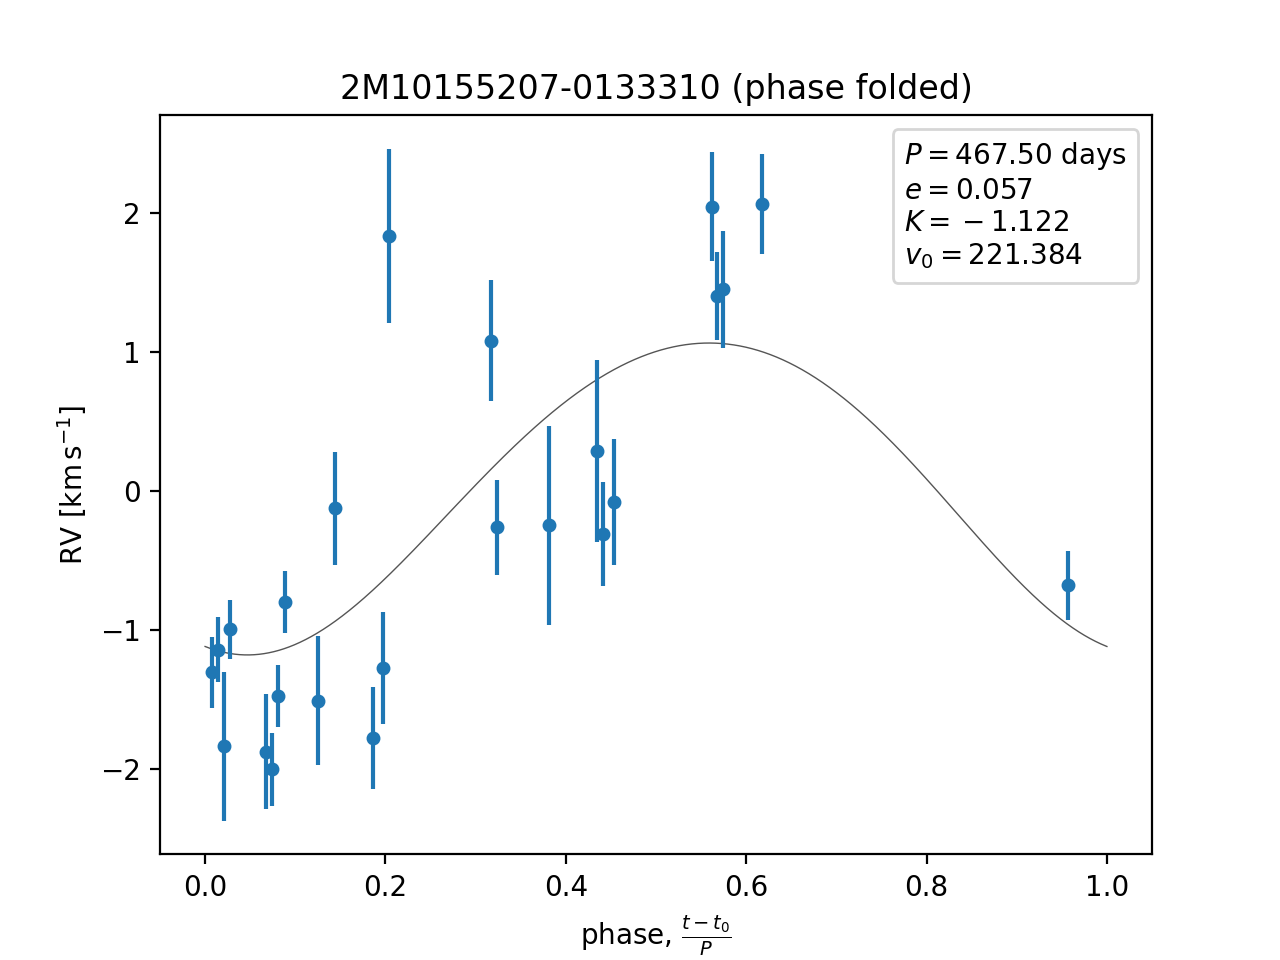 2M10155207-0133310 (phase folded)
P = 467.50 days
e = 0.057
K = −1.122
v₀ = 221.384
2
1
0
−1
−2
RV [km s⁻¹]
0.0 0.2 0.4 0.6 0.8 1.0
phase, (t − t₀)/P